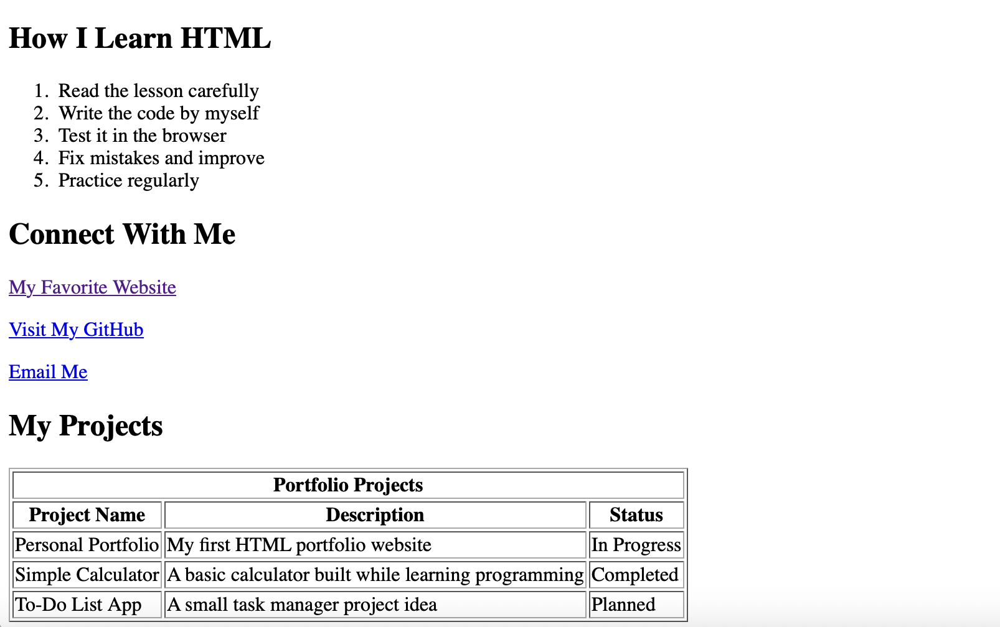 How I Learn HTML
1. Read the lesson carefully
2. Write the code by myself
3. Test it in the browser
4. Fix mistakes and improve
5. Practice regularly
Connect With Me
My Favorite Website
Visit My GitHub
Email Me
My Projects
Portfolio Projects
Project Name Description Status
Personal Portfolio My first HTML portfolio website In Progress
Simple Calculator A basic calculator built while learning programming Completed
To-Do List App A small task manager project idea Planned